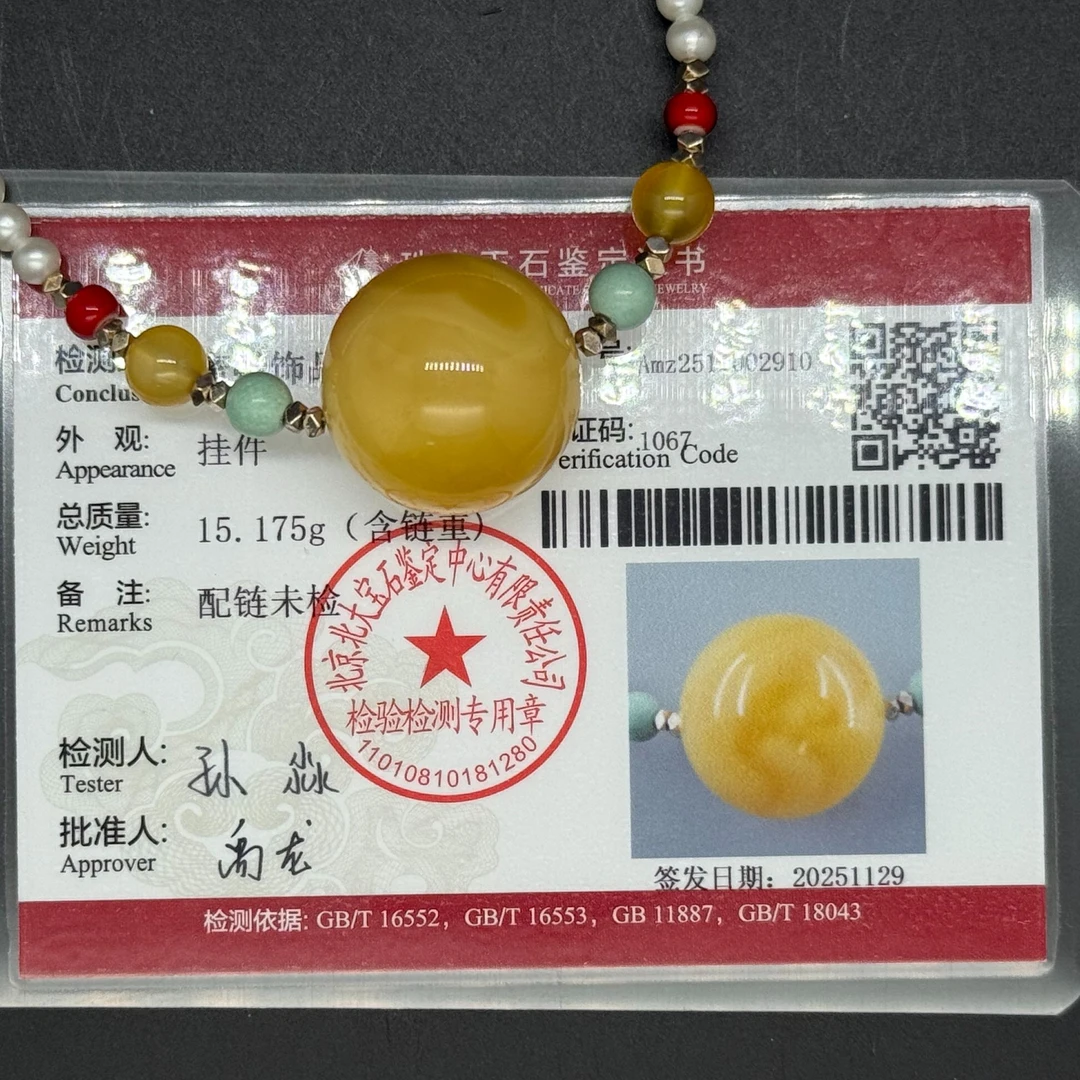 石鉴定 书
JEWELRY
检测
饰品
Amz251 002910
Conclus
外 观: 挂件
Appearance
证码: 1067
erification Code
总质量: 15.175g（含链重）
Weight
备 注: 配链未检
Remarks
北京北大宝石鉴定中心有限责任公司
检验检测专用章
11010810181280
检测人: 孙 淼
Tester
批准人: 禹龙
Approver
签发日期：20251129
检测依据: GB/T 16552，GB/T 16553，GB 11887，GB/T 18043